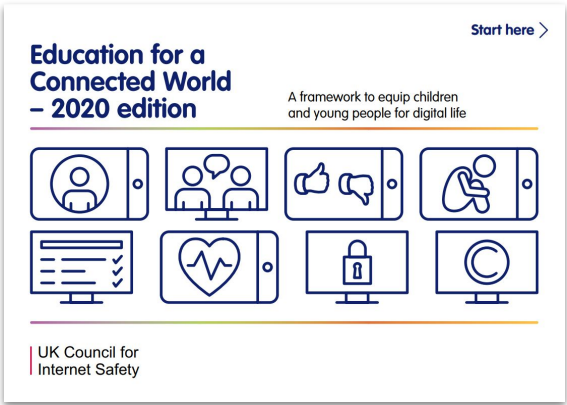 Start here
Education for a
Connected World
– 2020 edition
A framework to equip children
and young people for digital life
UK Council for
Internet Safety